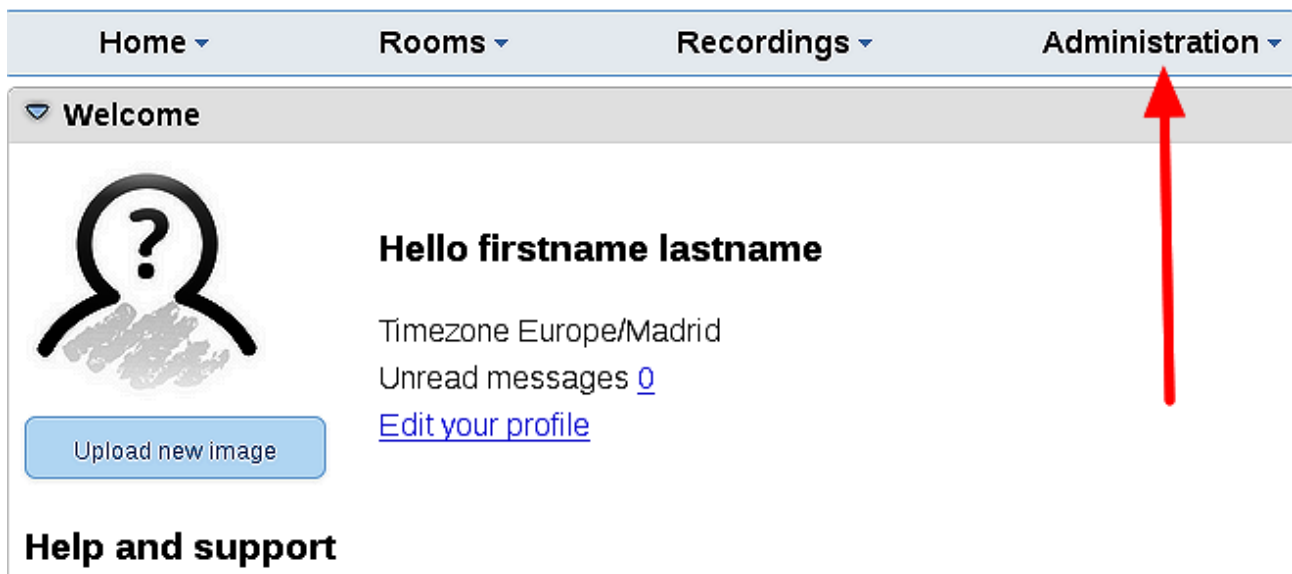 Home Rooms Recordings Administration
Welcome
?
Hello firstname lastname
Timezone Europe/Madrid
Unread messages 0
Edit your profile
Upload new image
Help and support